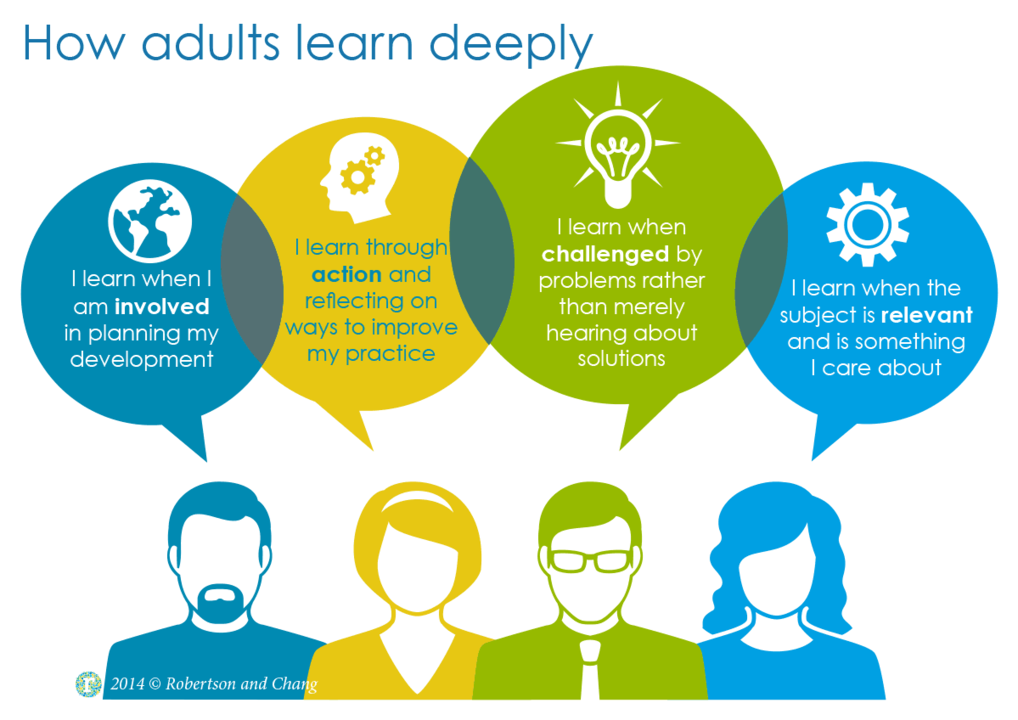 How adults learn deeply
I learn when I
am involved
in planning my
development
I learn through
action and
reflecting on
ways to improve
my practice
I learn when
challenged by
problems rather
than merely
hearing about
solutions
I learn when the
subject is relevant
and is something
I care about
2014 © Robertson and Chang